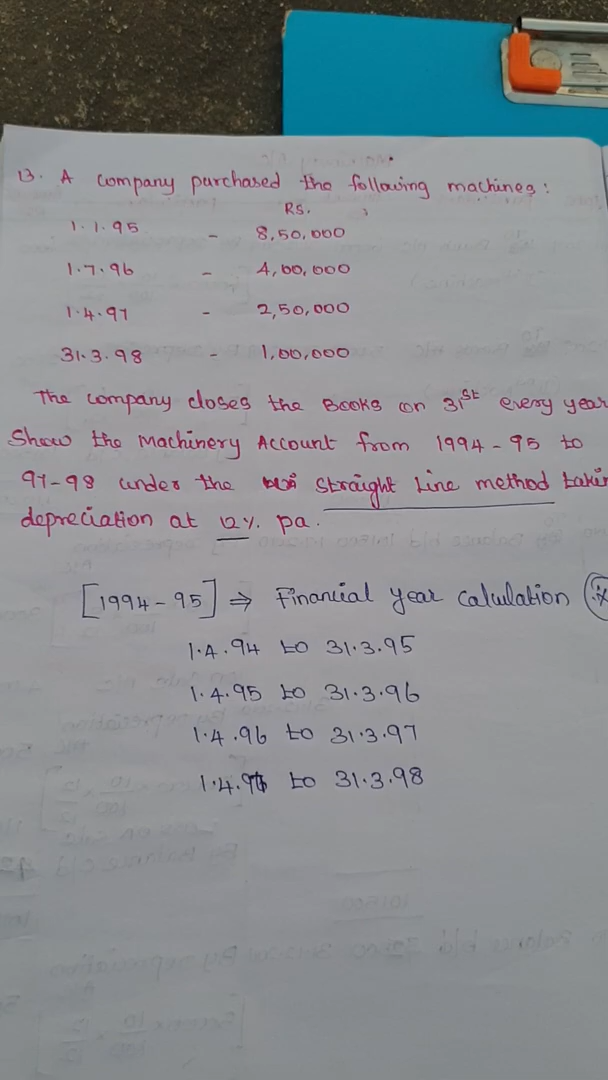 13. A company purchased the following machines:
RS.
1.1.95 - 8,50,000
1.7.96 - 4,00,000
1.4.97 - 2,50,000
31.3.98 - 1,00,000
The company closes the Books on 31st every year
Show the Machinery Account from 1994-95 to
97-98 under the straight Line method
depreciation at 12% pa.
[1994-95] ⇒ Financial year calculation
1.4.94 to 31.3.95
1.4.95 to 31.3.96
1.4.96 to 31.3.97
1.4.97 to 31.3.98